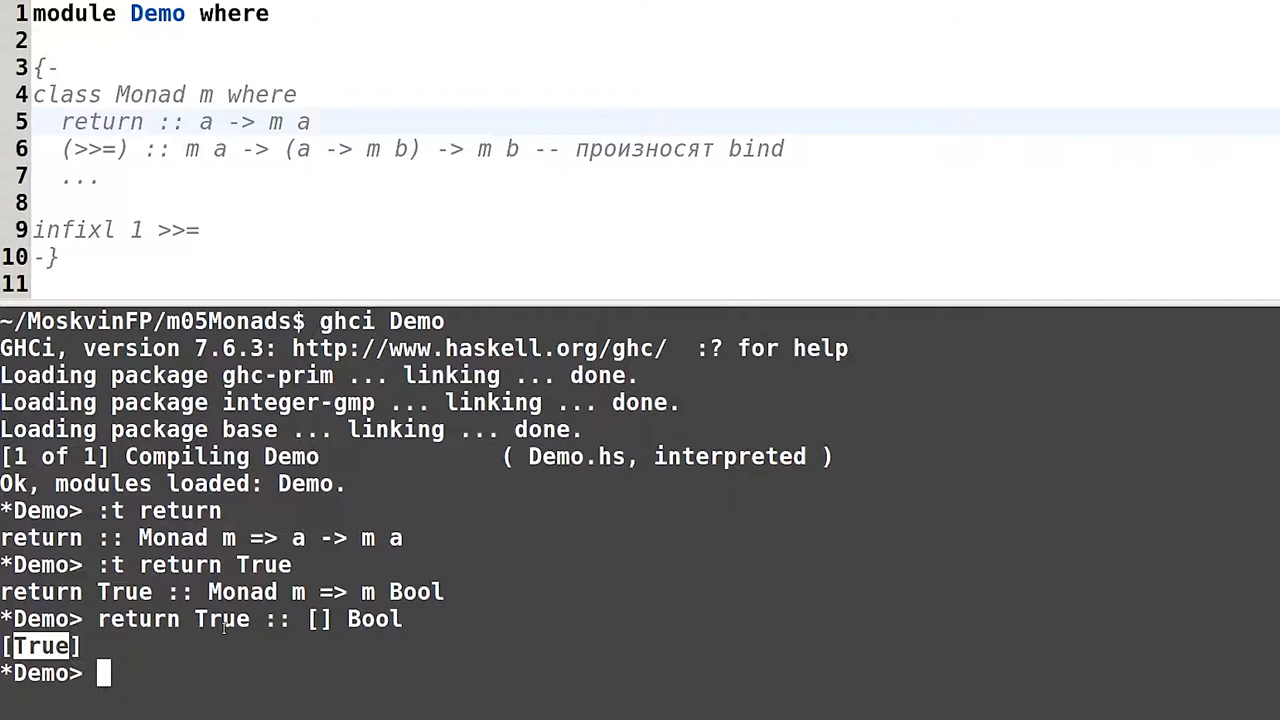 1 module Demo where
2
3 {-
4 class Monad m where
5   return :: a -> m a
6   (>>=) :: m a -> (a -> m b) -> m b -- произносят bind
7   ...
8
9 infixl 1 >>=
10 -}
11
~/MoskvinFP/m05Monads$ ghci Demo
GHCi, version 7.6.3: http://www.haskell.org/ghc/  :? for help
Loading package ghc-prim ... linking ... done.
Loading package integer-gmp ... linking ... done.
Loading package base ... linking ... done.
[1 of 1] Compiling Demo             ( Demo.hs, interpreted )
Ok, modules loaded: Demo.
*Demo> :t return
return :: Monad m => a -> m a
*Demo> :t return True
return True :: Monad m => m Bool
*Demo> return True :: [] Bool
[True]
*Demo>